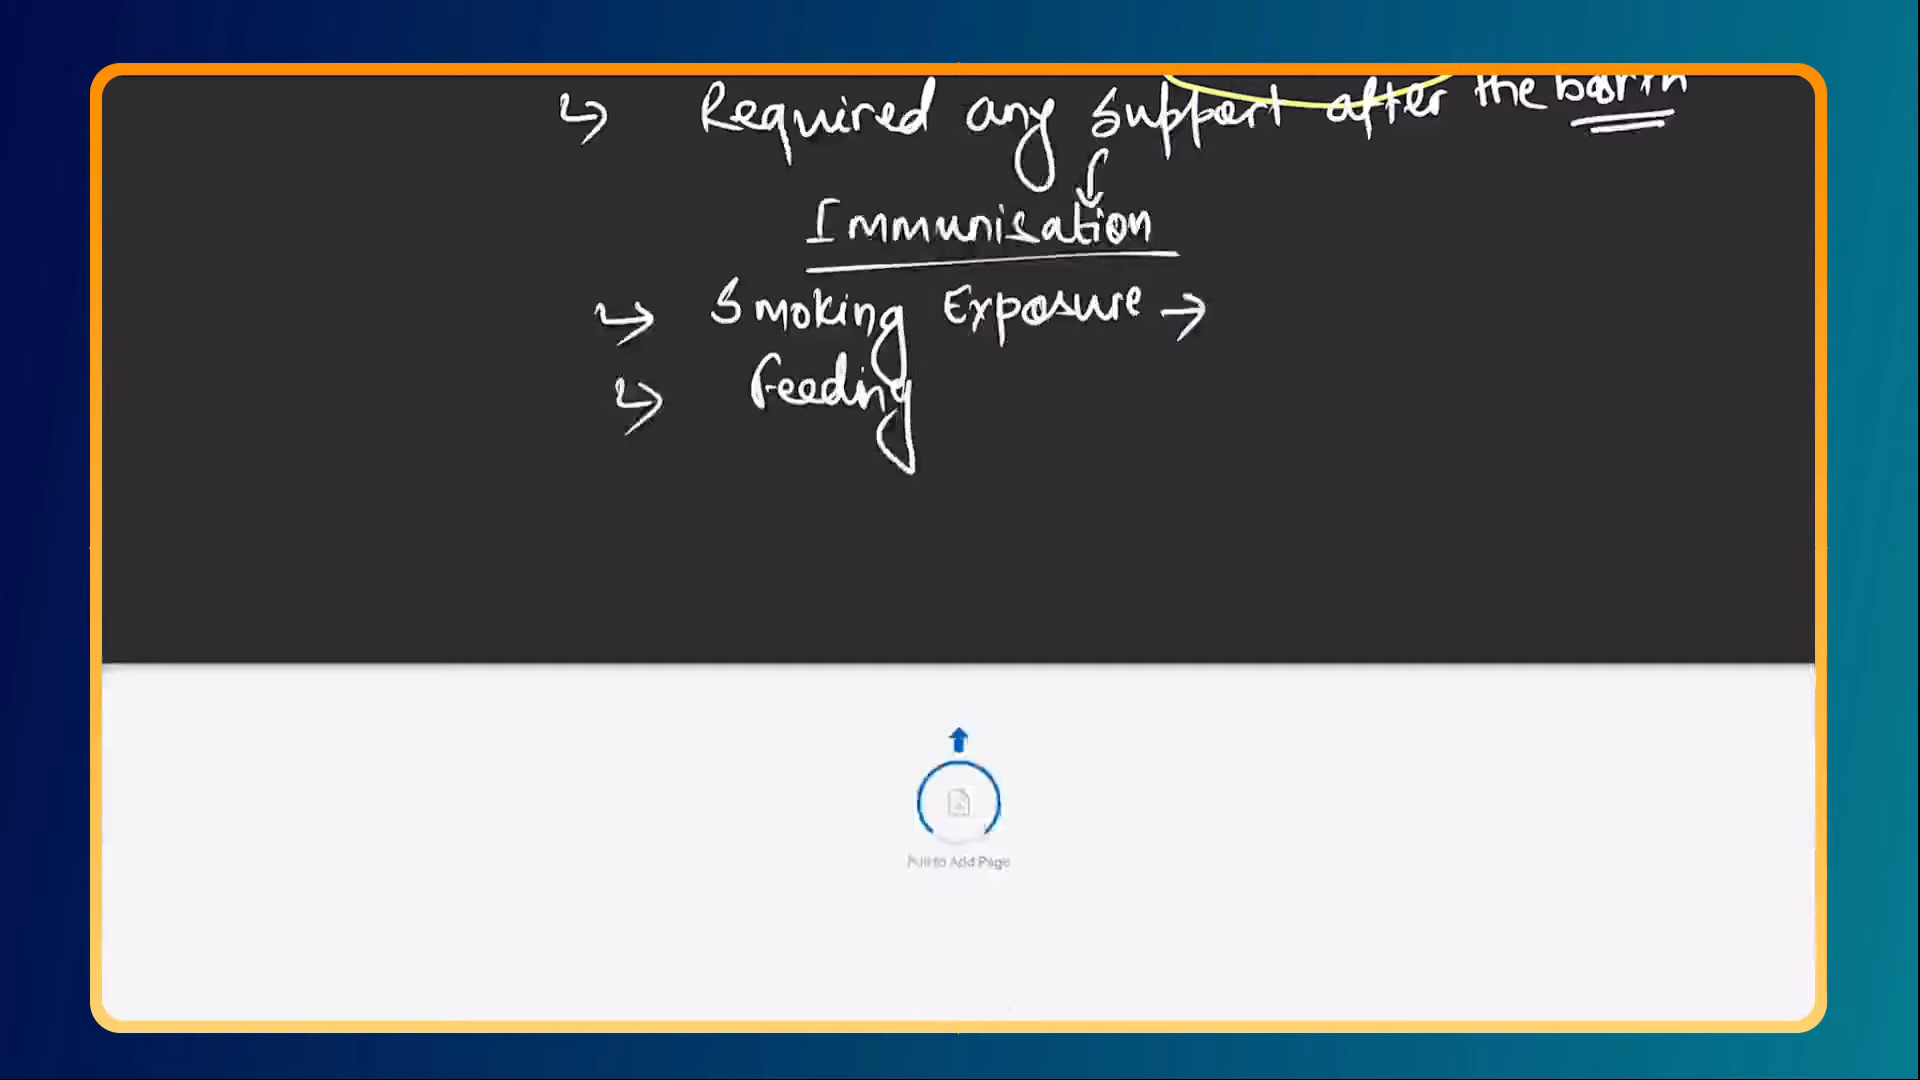 ↳ Required any support after the birth
↓
Immunisation
↳ Smoking Exposure →
↳ Feeding
Pull to Add Page